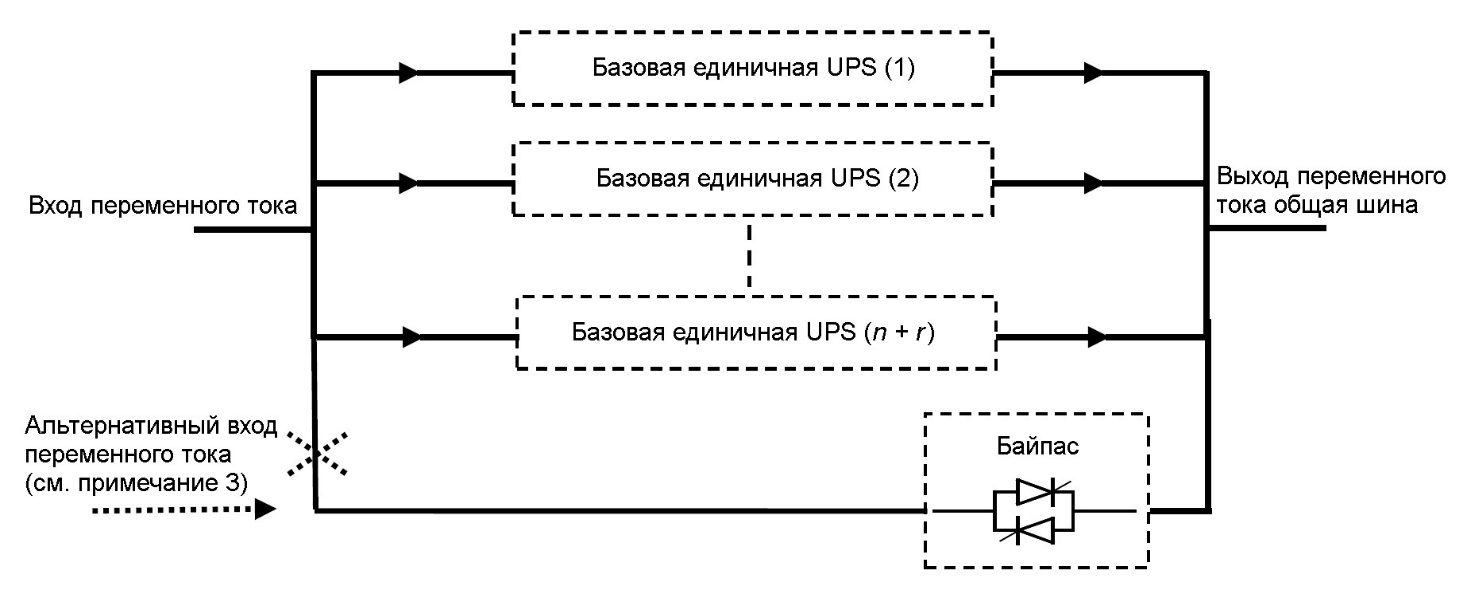 Базовая единичная UPS (1)
Базовая единичная UPS (2)
Вход переменного тока
Выход переменного
тока общая шина
Базовая единичная UPS (n + r)
Альтернативный вход
переменного тока
(см. примечание 3)
Байпас